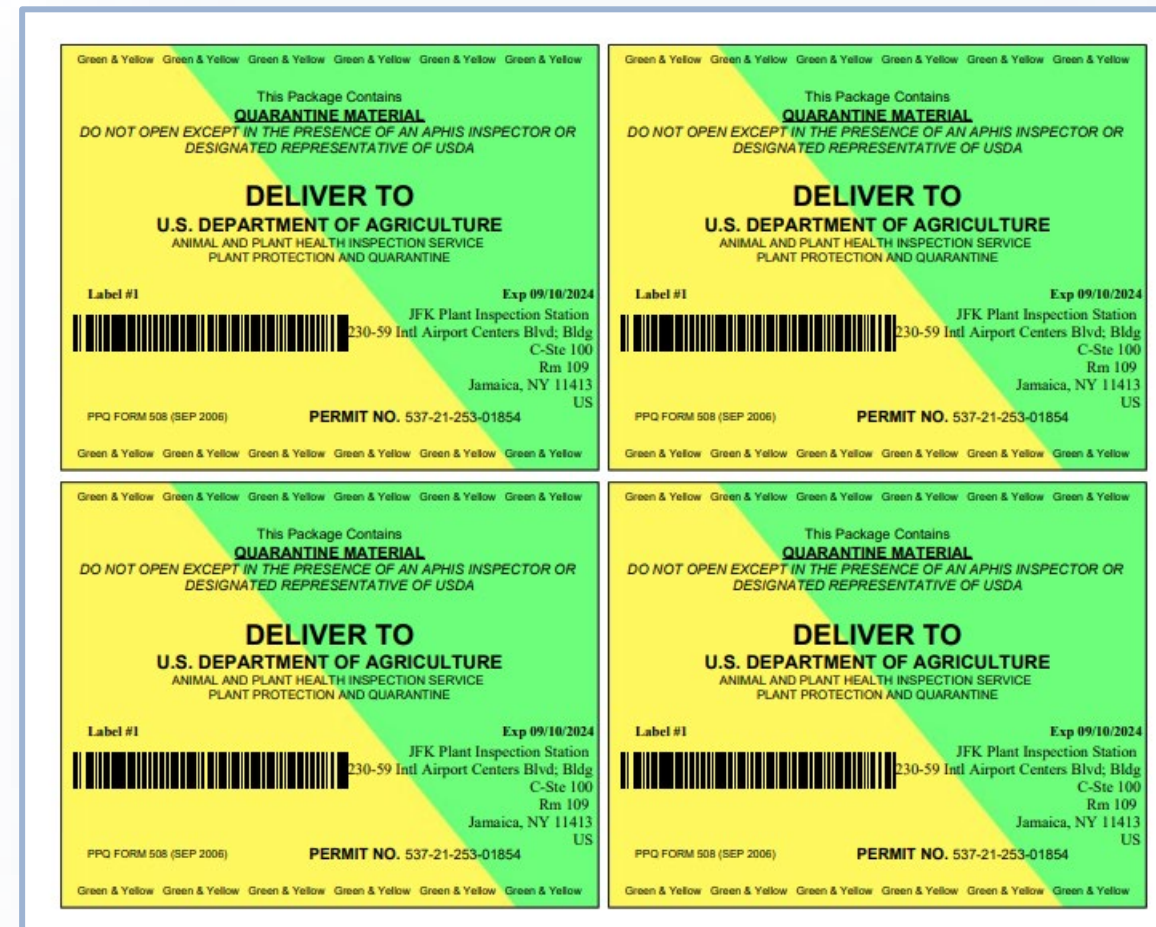 Green & Yellow Green & Yellow Green & Yellow Green & Yellow Green & Yellow Green & Yellow
This Package Contains
QUARANTINE MATERIAL
DO NOT OPEN EXCEPT IN THE PRESENCE OF AN APHIS INSPECTOR OR
DESIGNATED REPRESENTATIVE OF USDA
DELIVER TO
U.S. DEPARTMENT OF AGRICULTURE
ANIMAL AND PLANT HEALTH INSPECTION SERVICE
PLANT PROTECTION AND QUARANTINE
Label #1 Exp 09/10/2024
JFK Plant Inspection Station
230-59 Intl Airport Centers Blvd; Bldg
C-Ste 100
Rm 109
Jamaica, NY 11413
US
PPQ FORM 508 (SEP 2006) PERMIT NO. 537-21-253-01854
Green & Yellow Green & Yellow Green & Yellow Green & Yellow Green & Yellow Green & Yellow
Green & Yellow Green & Yellow Green & Yellow Green & Yellow Green & Yellow Green & Yellow
This Package Contains
QUARANTINE MATERIAL
DO NOT OPEN EXCEPT IN THE PRESENCE OF AN APHIS INSPECTOR OR
DESIGNATED REPRESENTATIVE OF USDA
DELIVER TO
U.S. DEPARTMENT OF AGRICULTURE
ANIMAL AND PLANT HEALTH INSPECTION SERVICE
PLANT PROTECTION AND QUARANTINE
Label #1 Exp 09/10/2024
JFK Plant Inspection Station
230-59 Intl Airport Centers Blvd; Bldg
C-Ste 100
Rm 109
Jamaica, NY 11413
US
PPQ FORM 508 (SEP 2006) PERMIT NO. 537-21-253-01854
Green & Yellow Green & Yellow Green & Yellow Green & Yellow Green & Yellow Green & Yellow
Green & Yellow Green & Yellow Green & Yellow Green & Yellow Green & Yellow Green & Yellow
This Package Contains
QUARANTINE MATERIAL
DO NOT OPEN EXCEPT IN THE PRESENCE OF AN APHIS INSPECTOR OR
DESIGNATED REPRESENTATIVE OF USDA
DELIVER TO
U.S. DEPARTMENT OF AGRICULTURE
ANIMAL AND PLANT HEALTH INSPECTION SERVICE
PLANT PROTECTION AND QUARANTINE
Label #1 Exp 09/10/2024
JFK Plant Inspection Station
230-59 Intl Airport Centers Blvd; Bldg
C-Ste 100
Rm 109
Jamaica, NY 11413
US
PPQ FORM 508 (SEP 2006) PERMIT NO. 537-21-253-01854
Green & Yellow Green & Yellow Green & Yellow Green & Yellow Green & Yellow Green & Yellow
Green & Yellow Green & Yellow Green & Yellow Green & Yellow Green & Yellow Green & Yellow
This Package Contains
QUARANTINE MATERIAL
DO NOT OPEN EXCEPT IN THE PRESENCE OF AN APHIS INSPECTOR OR
DESIGNATED REPRESENTATIVE OF USDA
DELIVER TO
U.S. DEPARTMENT OF AGRICULTURE
ANIMAL AND PLANT HEALTH INSPECTION SERVICE
PLANT PROTECTION AND QUARANTINE
Label #1 Exp 09/10/2024
JFK Plant Inspection Station
230-59 Intl Airport Centers Blvd; Bldg
C-Ste 100
Rm 109
Jamaica, NY 11413
US
PPQ FORM 508 (SEP 2006) PERMIT NO. 537-21-253-01854
Green & Yellow Green & Yellow Green & Yellow Green & Yellow Green & Yellow Green & Yellow